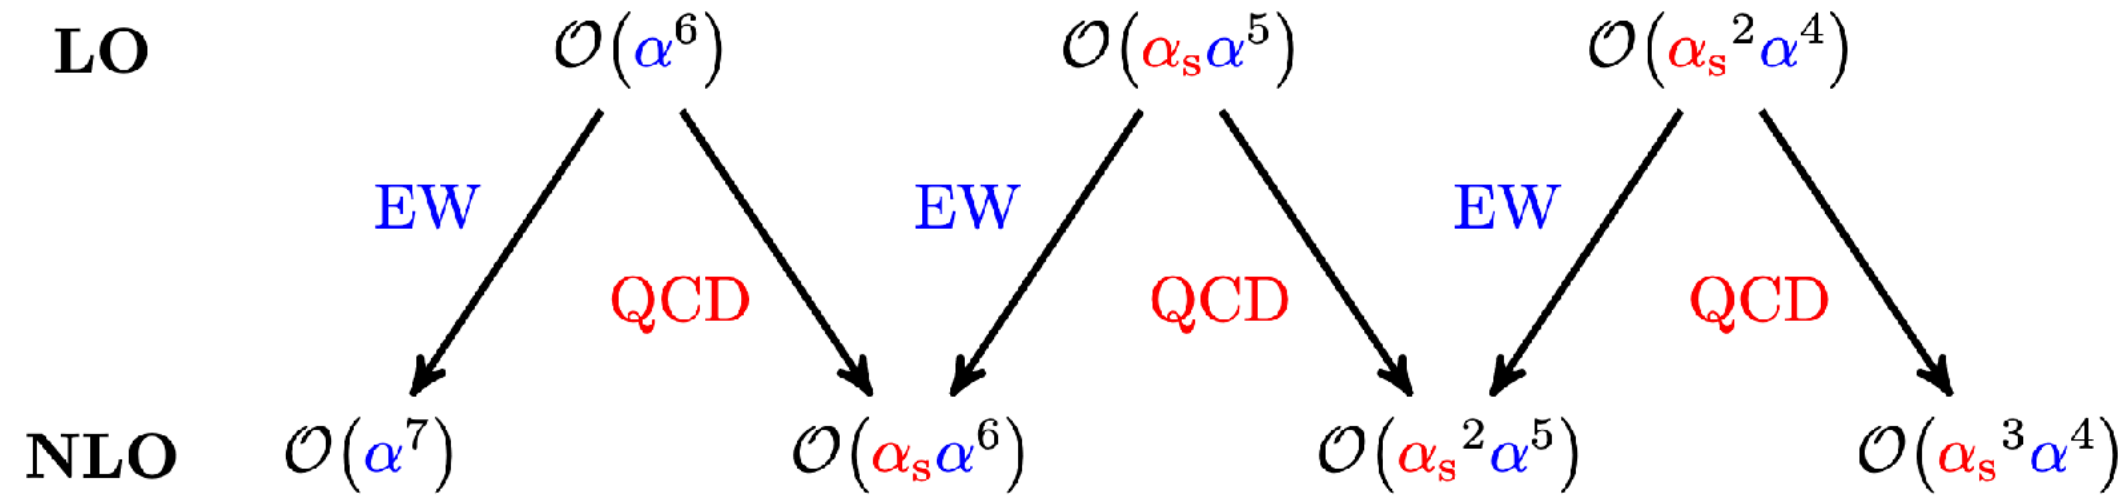 LO 𝒪(α⁶) 𝒪(αₛα⁵) 𝒪(αₛ²α⁴)
EW EW EW
QCD QCD QCD
NLO 𝒪(α⁷) 𝒪(αₛα⁶) 𝒪(αₛ²α⁵) 𝒪(αₛ³α⁴)